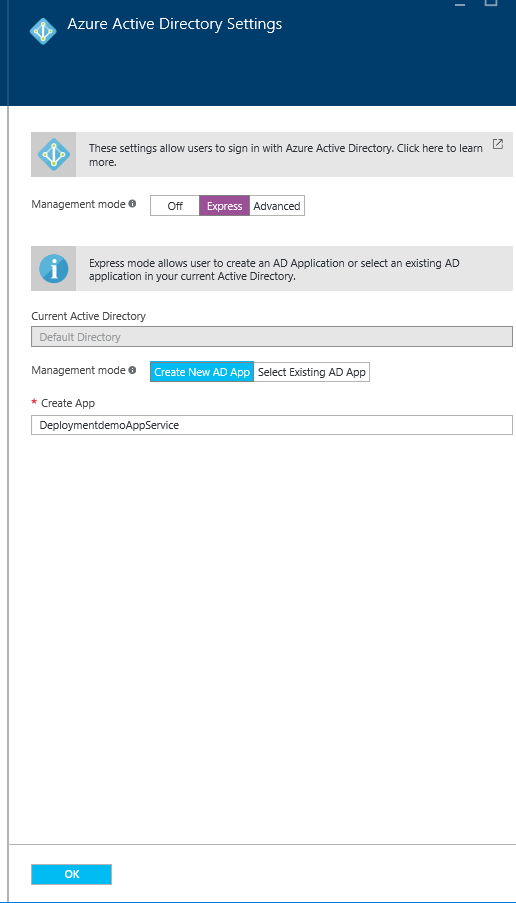 Azure Active Directory Settings
These settings allow users to sign in with Azure Active Directory. Click here to learn
more.
Management mode Off Express Advanced
Express mode allows user to create an AD Application or select an existing AD
application in your current Active Directory.
Current Active Directory
Default Directory
Management mode Create New AD App Select Existing AD App
* Create App
DeploymentdemoAppService
OK